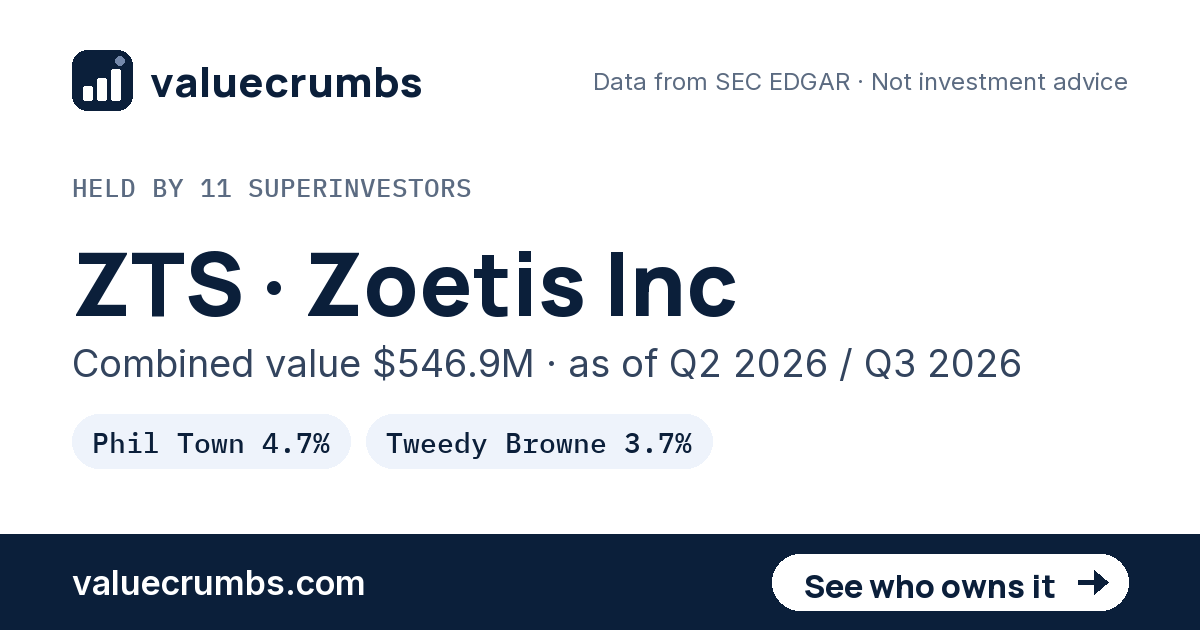 valuecrumbs
Data from SEC EDGAR · Not investment advice
HELD BY 11 SUPERINVESTORS
ZTS · Zoetis Inc
Combined value $546.9M · as of Q2 2026 / Q3 2026
Phil Town 4.7%
Tweedy Browne 3.7%
valuecrumbs.com
See who owns it →